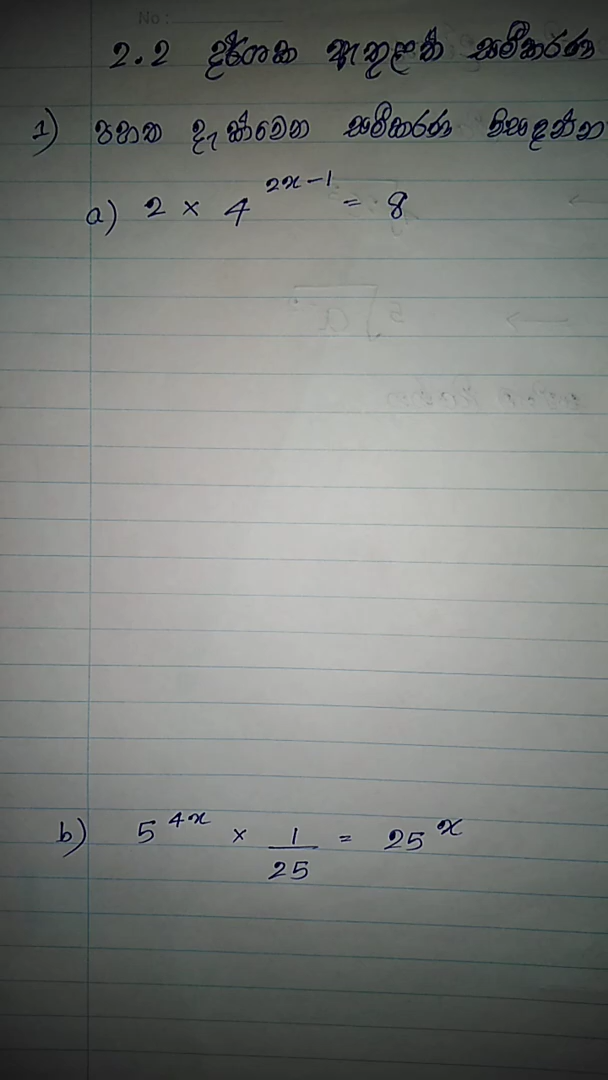 No :
2.2 දර්ශක ඇතුළත් සමීකරණ
1) පහත දැක්වෙන සමීකරණ විසඳන්න
a) 2 × 4^(2x-1) = 8
b) 5^(4x) × 1/25 = 25^x